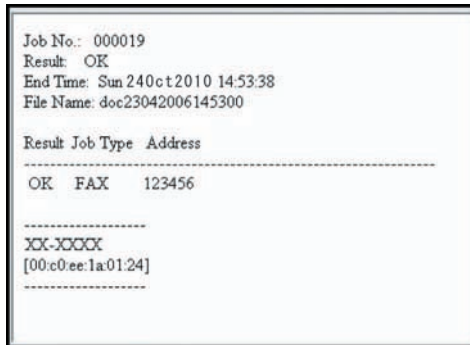 Job No.: 000019
Result: OK
End Time: Sun 24Oct2010 14:53:38
File Name: doc23042006145300
Result Job Type Address
-----------------------------------------------------------------
OK FAX 123456
-------------------
XX-XXXX
[00:c0:ee:1a:01:24]
-------------------